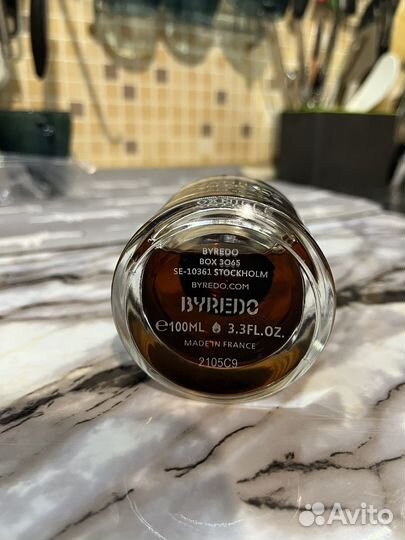 BYREDO
BOX 3065
SE-10361 STOCKHOLM
BYREDO.COM
BYREDO
℮100ML 3.3FL.OZ.
MADE IN FRANCE
2105C9
Avito